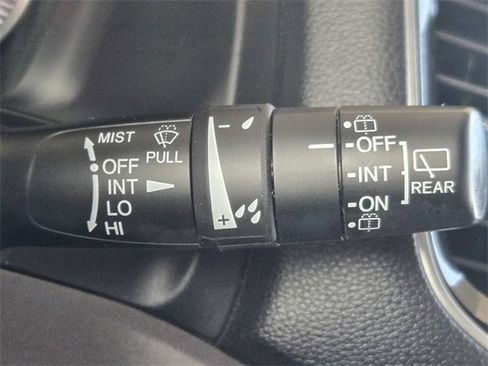 MIST
PULL
OFF
INT
LO
HI
-
+
OFF
INT
ON
REAR